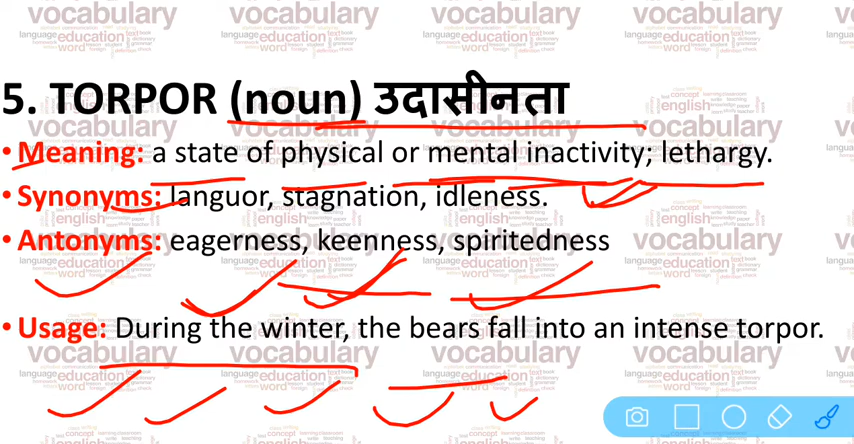 5. TORPOR (noun) उदासीनता
• Meaning: a state of physical or mental inactivity; lethargy.
• Synonyms: languor, stagnation, idleness.
• Antonyms: eagerness, keenness, spiritedness
• Usage: During the winter, the bears fall into an intense torpor.